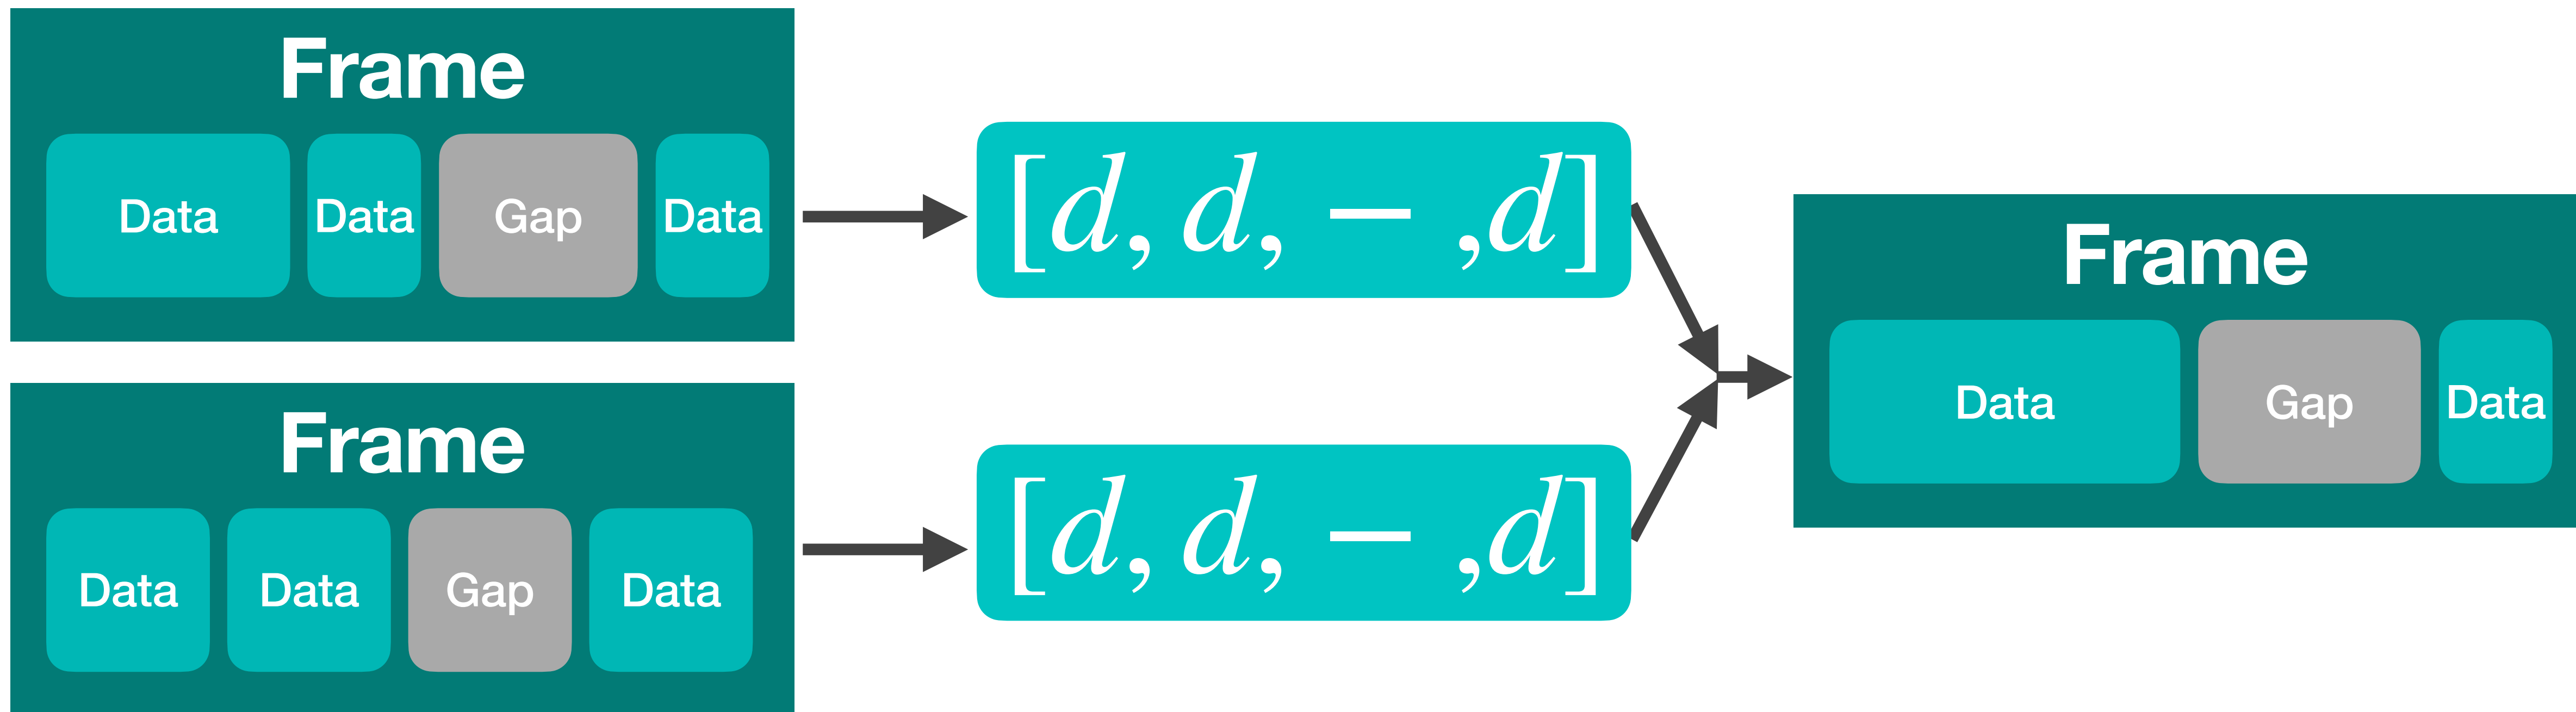 Frame
Data Data Gap Data
[d, d, − ,d]
Frame
Data Data Gap Data
[d, d, − ,d]
Frame
Data Gap Data